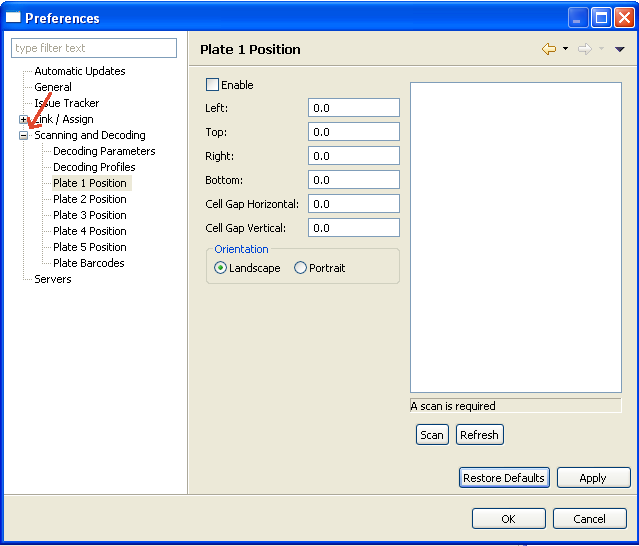 Preferences
type filter text
Automatic Updates
General
Issue Tracker
Link / Assign
Scanning and Decoding
Decoding Parameters
Decoding Profiles
Plate 1 Position
Plate 2 Position
Plate 3 Position
Plate 4 Position
Plate 5 Position
Plate Barcodes
Servers
Plate 1 Position
Enable
Left: 0.0
Top: 0.0
Right: 0.0
Bottom: 0.0
Cell Gap Horizontal: 0.0
Cell Gap Vertical: 0.0
Orientation
Landscape Portrait
A scan is required
Scan Refresh
Restore Defaults Apply
OK Cancel